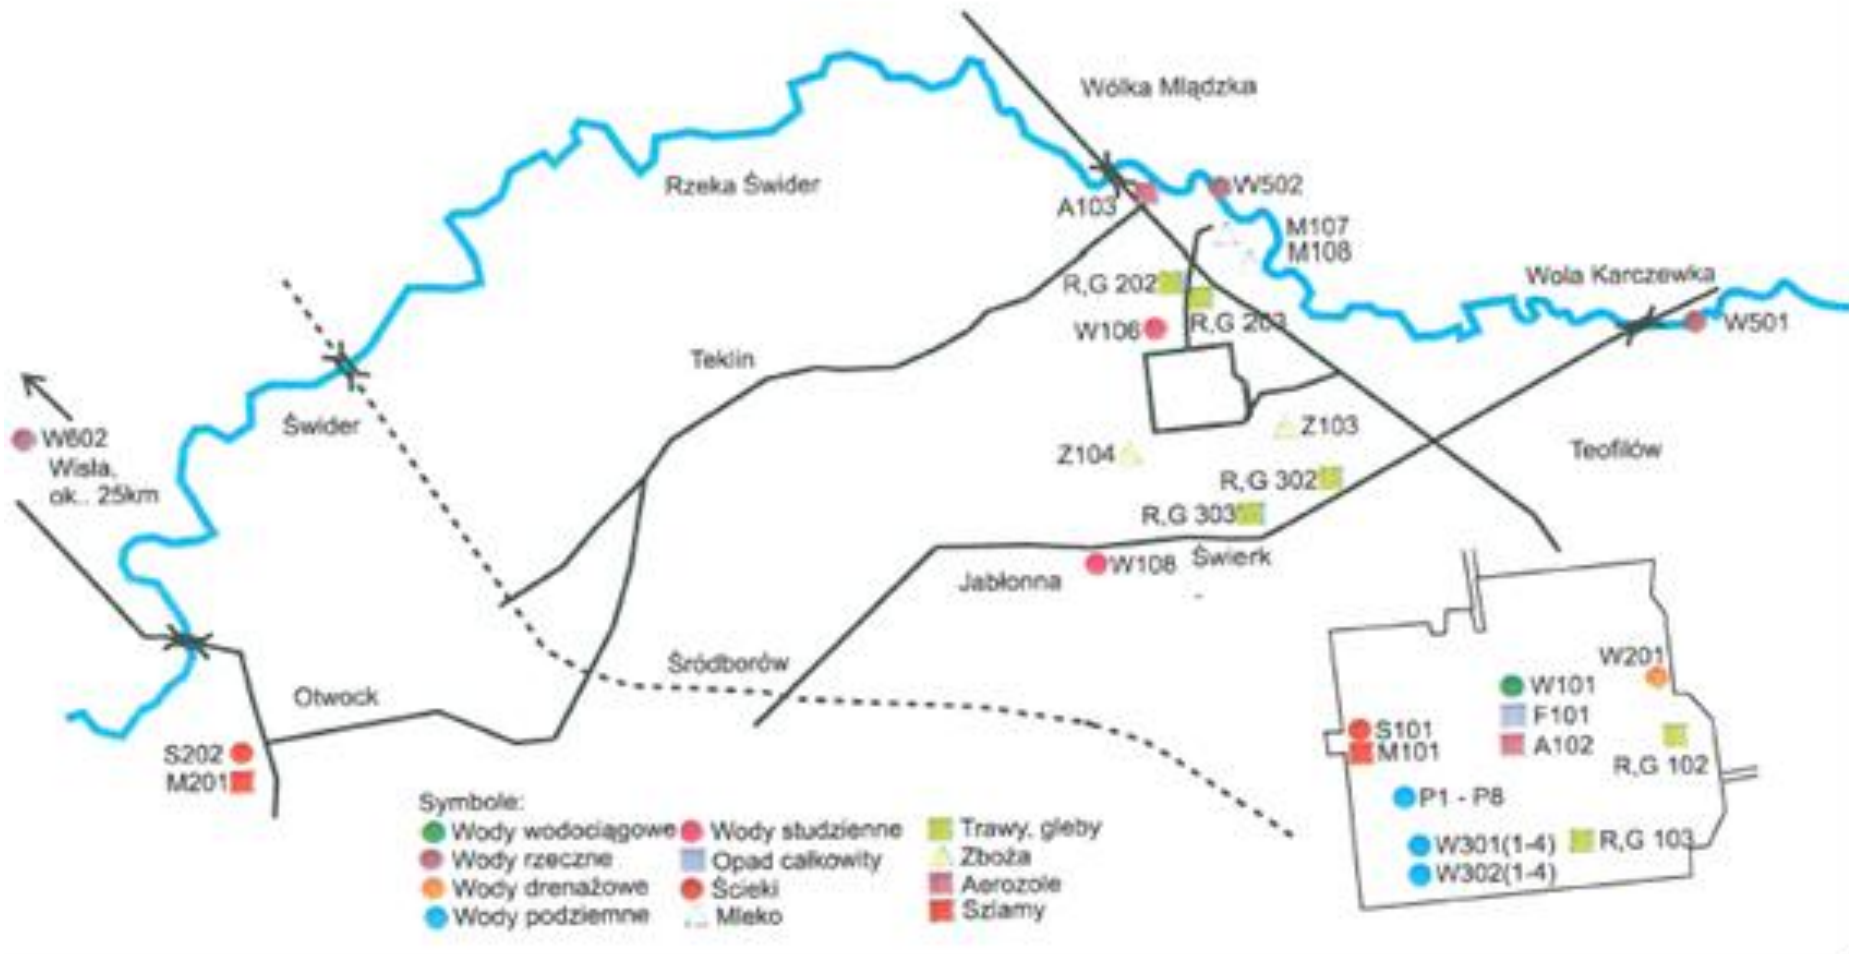 Wólka Mlądzka
Rzeka Świder
A103
W502
M107
M108
R,G 202
R,G 203
W106
Wola Karczewka
W501
Teklin
Świder
W602
Wisła,
ok.. 25km
Z103
Z104
Teofilów
R,G 302
R,G 303
W108
Świerk
Jabłonna
Śródborów
Otwock
S202
M201
W201
W101
F101
A102
S101
M101
R,G 102
P1 - P8
W301(1-4)
R,G 103
W302(1-4)
Symbole:
Wody wodociągowe
Wody rzeczne
Wody drenażowe
Wody podziemne
Wody studzienne
Opad całkowity
Ścieki
Mleko
Trawy, gleby
Zboża
Aerozole
Szlamy